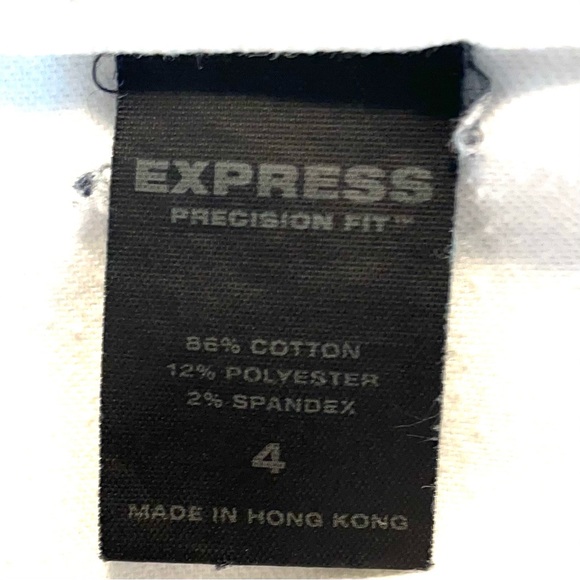 EXPRESS
PRECISION FIT™
86% COTTON
12% POLYESTER
2% SPANDEX
4
MADE IN HONG KONG